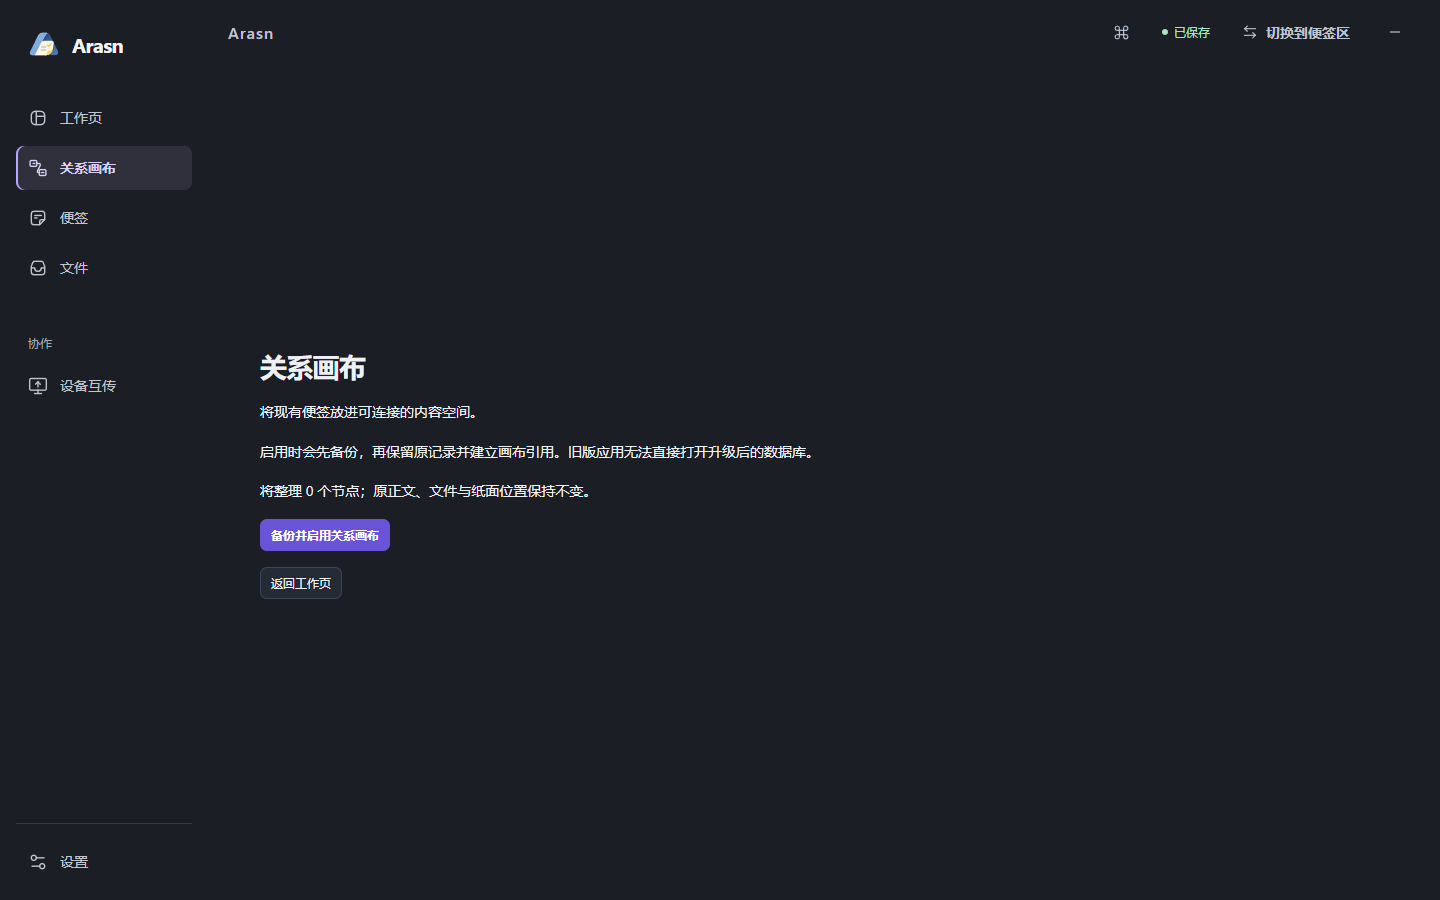 Arasn
Arasn
已保存
切换到便签区
工作页
关系画布
便签
文件
协作
设备互传
关系画布
将现有便签放进可连接的内容空间。
启用时会先备份，再保留原记录并建立画布引用。旧版应用无法直接打开升级后的数据库。
将整理 0 个节点；原正文、文件与纸面位置保持不变。
备份并启用关系画布
返回工作页
设置